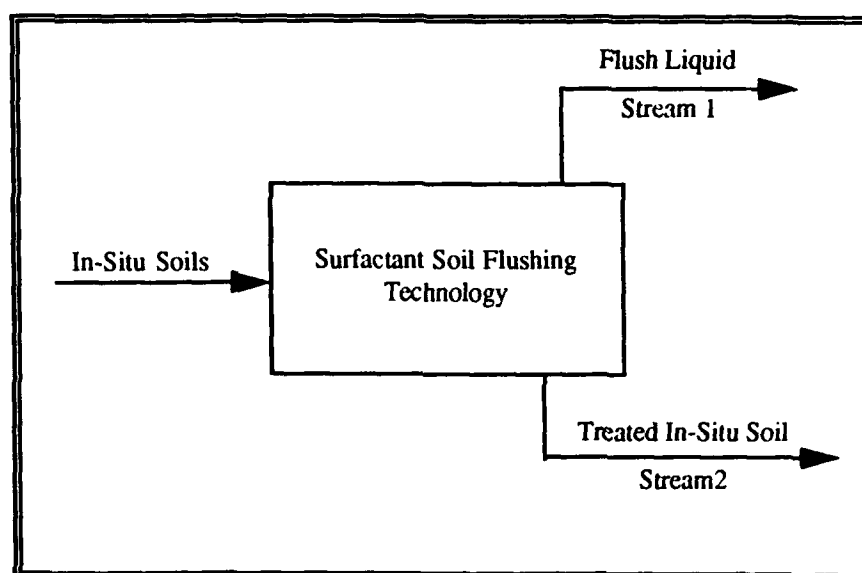 Flush Liquid
Stream 1
In-Situ Soils
Surfactant Soil Flushing
Technology
Treated In-Situ Soil
Stream2